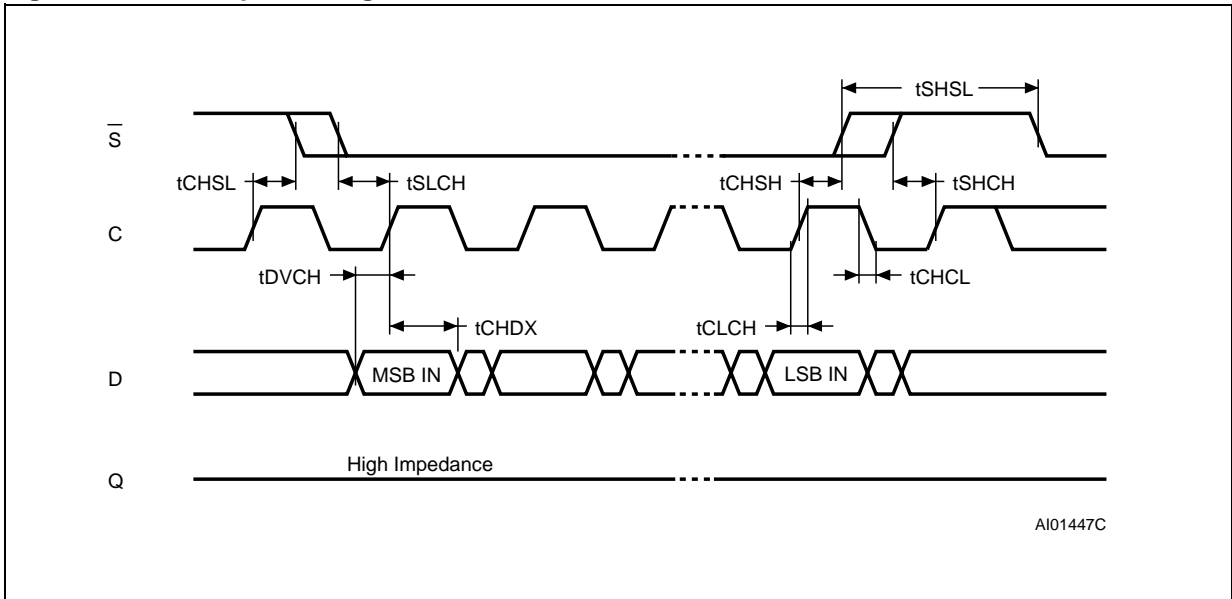 tSHSL
S
tCHSL
tSLCH
tCHSH
tSHCH
C
tDVCH
tCHCL
tCHDX
tCLCH
D
MSB IN
LSB IN
High Impedance
Q
AI01447C